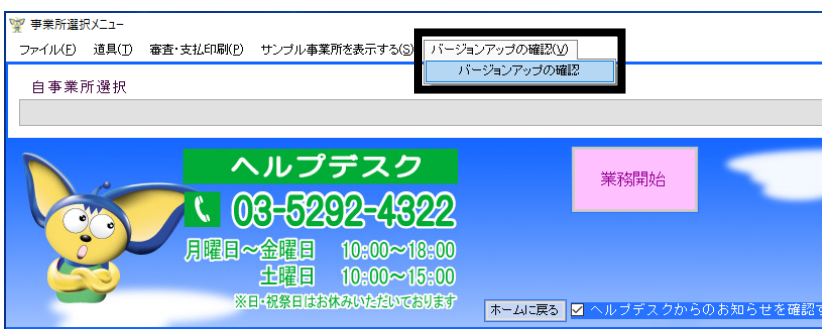 事業所選択メニュー
ファイル(F) 道具(T) 審査・支払印刷(P) サンプル事業所を表示する(S) バージョンアップの確認(V)
バージョンアップの確認
自事業所選択
ヘルプデスク
03-5292-4322
業務開始
月曜日～金曜日 10:00～18:00
土曜日 10:00～15:00
※日・祝祭日はお休みいただいております
ホームに戻る ヘルプデスクからのお知らせを確認す